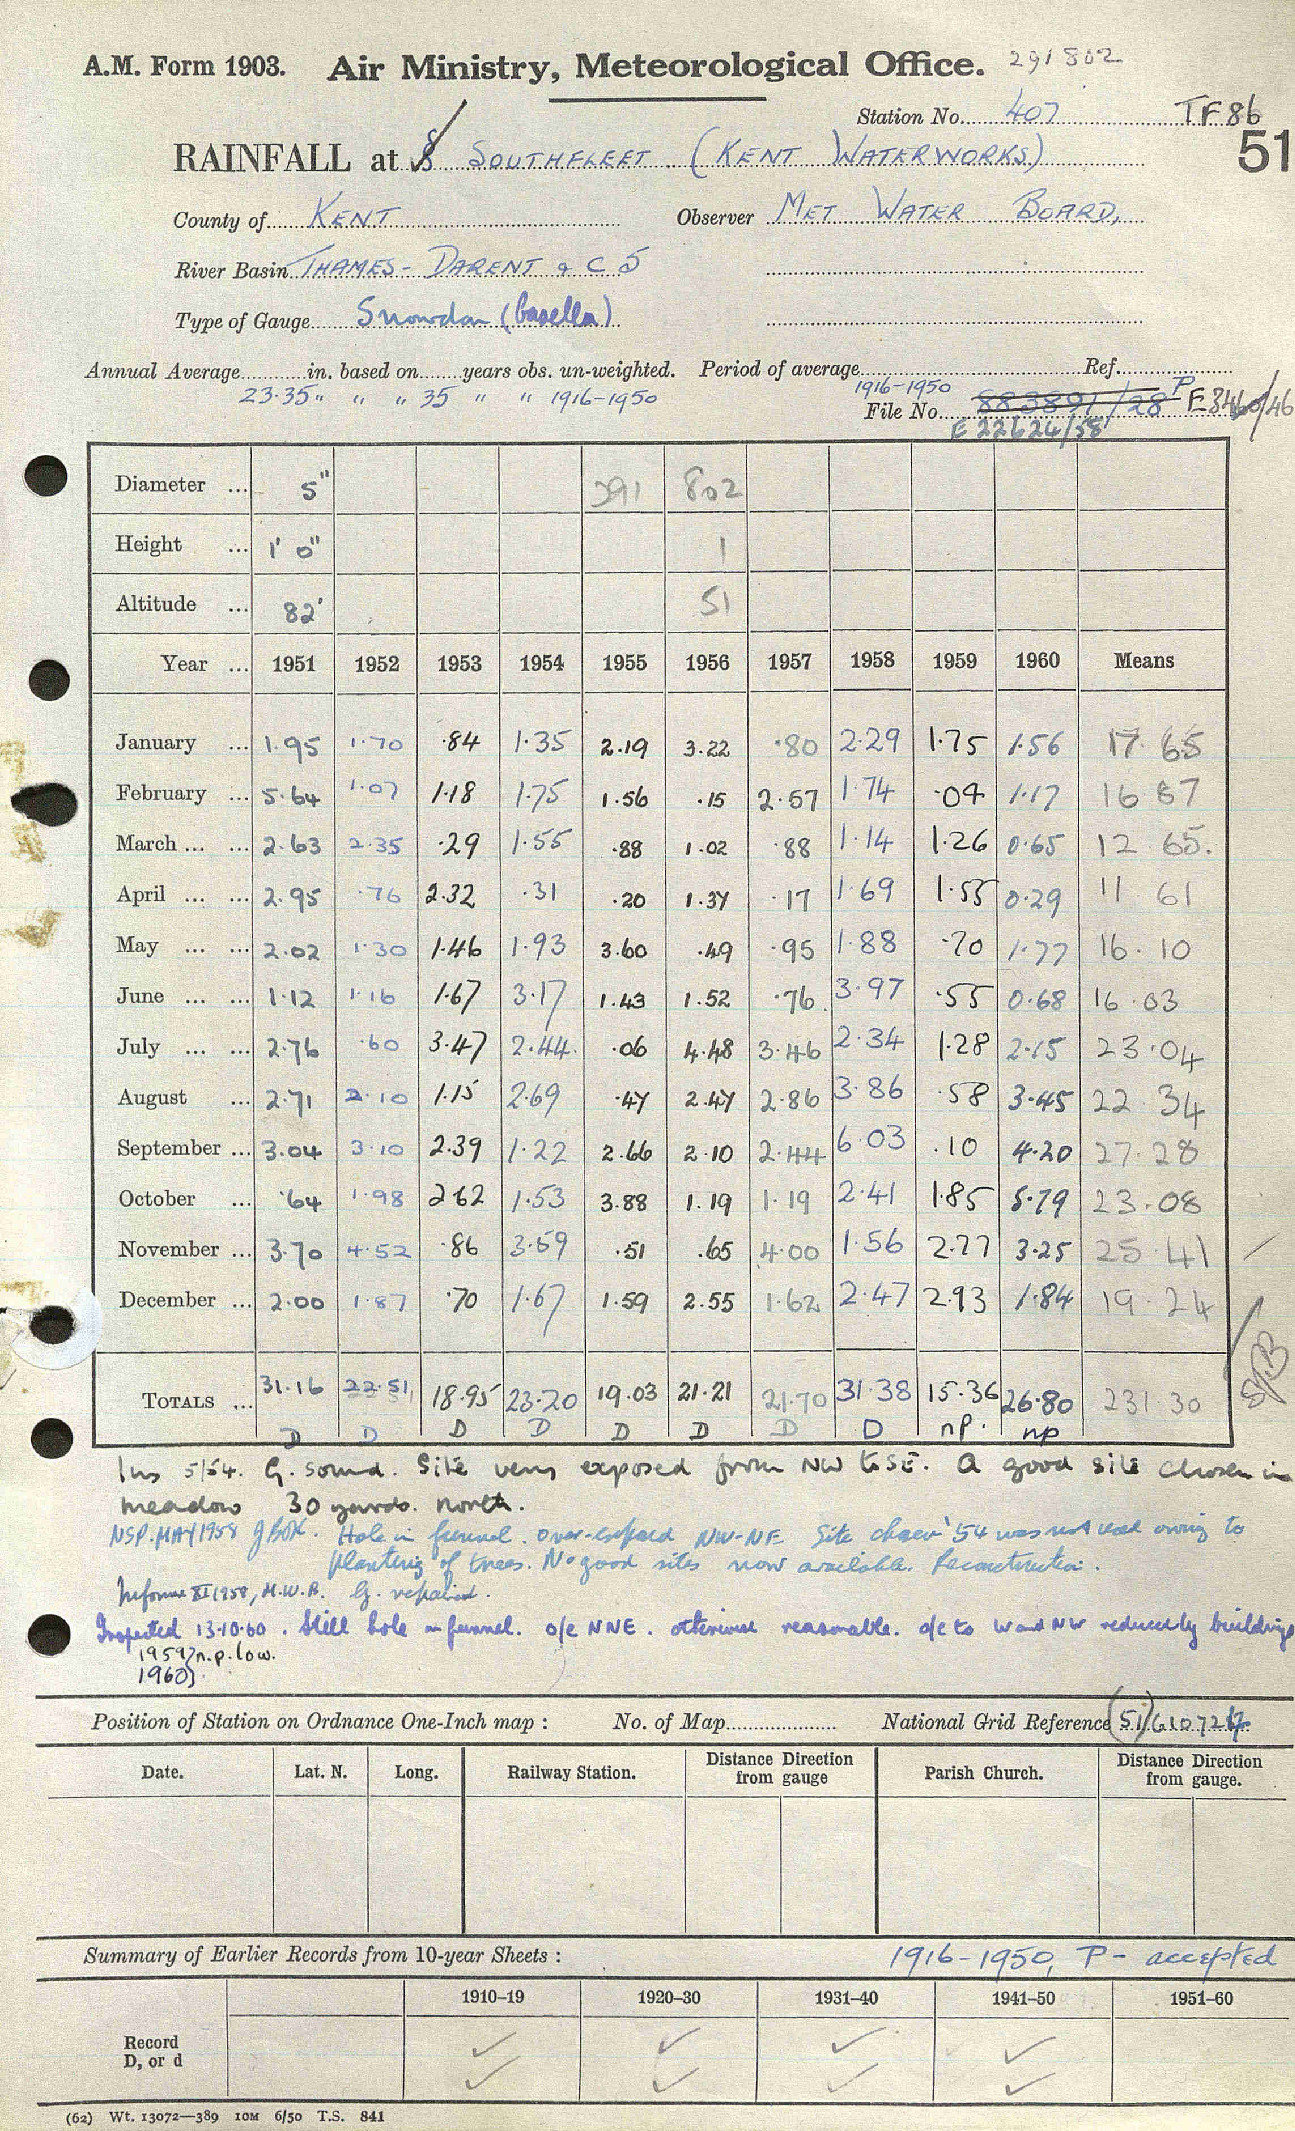 A.M. Form 1903. Air Ministry, Meteorological Office. 291802
Station No. 407 TF 86
51
RAINFALL at SOUTHFLEET (KENT WATERWORKS)
County of KENT Observer MET WATER BOARD,
River Basin THAMES - DARENT & C 5
Type of Gauge Snowdon (Casella)
Annual Average in. based on years obs. un-weighted. Period of average Ref.
23.35 " " " 35 " " 1916-1950 1916-1950
File No. 883891/28 P E 3460/46
E 22624/58
Diameter ... 5" 391 802
Height ... 1' 0" 1
Altitude ... 82' 51
Year ... 1951 1952 1953 1954 1955 1956 1957 1958 1959 1960 Means
January ... 1.95 1.70 .84 1.35 2.19 3.22 .80 2.29 1.75 1.56 17.65
February ... 5.64 1.07 1.18 1.75 1.56 .15 2.57 1.74 .04 1.17 16 87
March ... ... 2.63 2.35 .29 1.55 .88 1.02 .88 1.14 1.26 0.65 12 65.
April ... ... 2.95 .76 2.32 .31 .20 1.37 .17 1.69 1.55 0.29 11 61
May ... ... 2.02 1.30 1.46 1.93 3.60 .49 .95 1.88 .70 1.77 16.10
June ... ... 1.12 1.16 1.67 3.17 1.43 1.52 .76 3.97 .55 0.68 16.03
July ... ... 2.76 .60 3.47 2.44 .06 4.48 3.46 2.34 1.28 2.15 23.04
August ... 2.71 2.10 1.15 2.69 .47 2.47 2.86 3.86 .58 3.45 22.34
September ... 3.04 3.10 2.39 1.22 2.66 2.10 2.44 6 03 .10 4.20 27.28
October ... .64 1.98 2 62 1.53 3.88 1.19 1.19 2.41 1.85 5.79 23.08
November ... 3.70 4.52 .86 3.59 .51 .65 4.00 1.56 2.77 3.25 25 41
December ... 2.00 1.87 .70 1.67 1.59 2.55 1.62 2.47 2.93 1.84 19 24
TOTALS ... 31.16 22.51 18.95 23.20 19.03 21.21 21.70 31.38 15.36 26.80 231 30
D D D D D D D D np. np
Ins 5/54. G. sound. Site very exposed from NW to SE. A good site chosen in
meadow 30 yards. north.
NSP. MAY 1958 Hole in funnel. Over-exposed NW-NE Site chosen '54 was not used owing to
planting of trees. No good sites now available. Reconstruction.
Informed XI 1958, M.W.B. G. repaired.
Inspected 13.10.60. Still hole in funnel. o/e NNE. otherwise reasonable. o/e to W and NW reduced by buildings
1959} n.p. low.
1960}
Position of Station on Ordnance One-Inch map : No. of Map National Grid Reference (51)/610724
Date. Lat. N. Long. Railway Station. Distance Direction from gauge Parish Church. Distance Direction from gauge.
Summary of Earlier Records from 10-year Sheets : 1916-1950, P - accepted
1910–19 1920–30 1931–40 1941–50 1951–60
Record
D, or d
(62) Wt. 13072—389 10M 6/50 T.S. 841